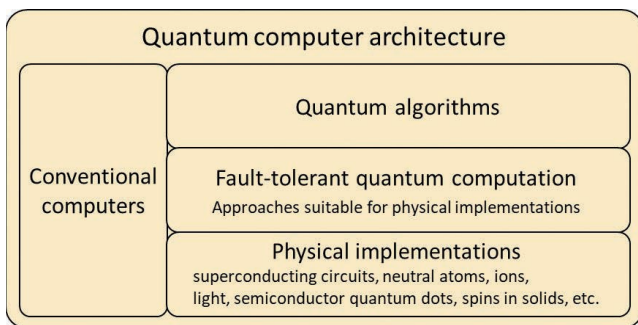 Quantum computer architecture
Conventional
computers
Quantum algorithms
Fault-tolerant quantum computation
Approaches suitable for physical implementations
Physical implementations
superconducting circuits, neutral atoms, ions,
light, semiconductor quantum dots, spins in solids, etc.